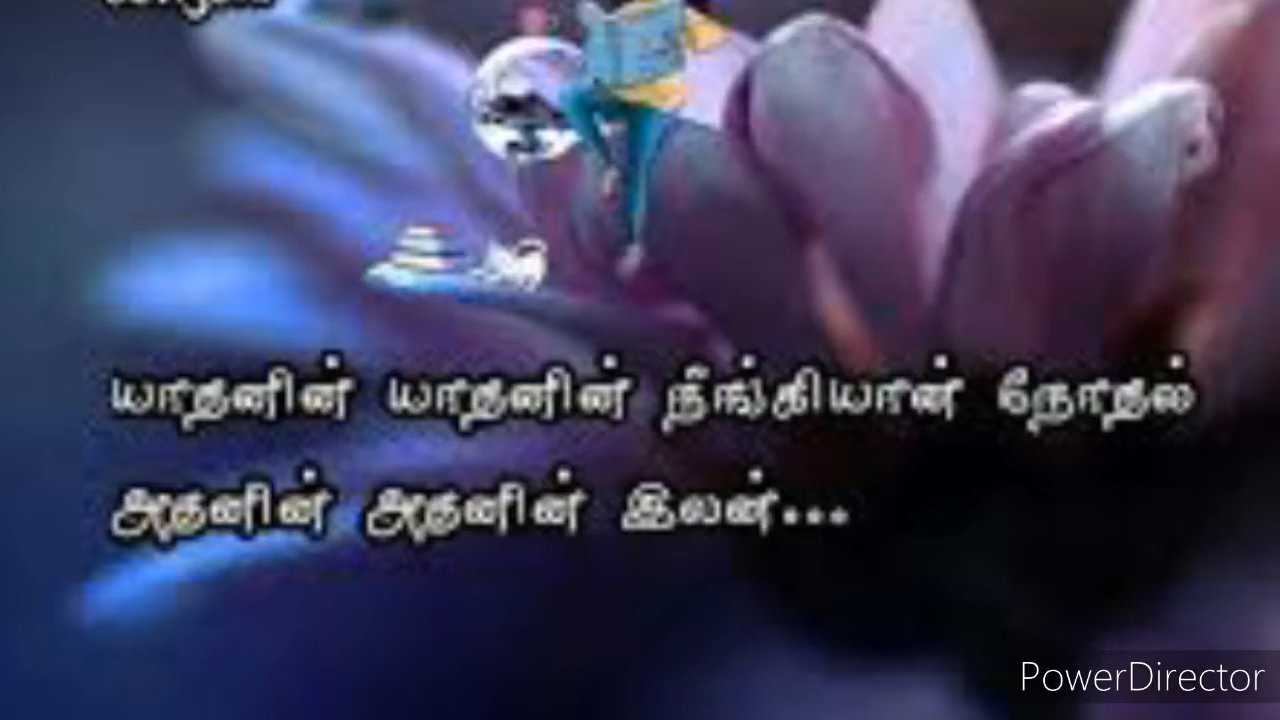 யாதனின் யாதனின் நீங்கியான் நோதல்
அதனின் அதனின் இலன்...
PowerDirector